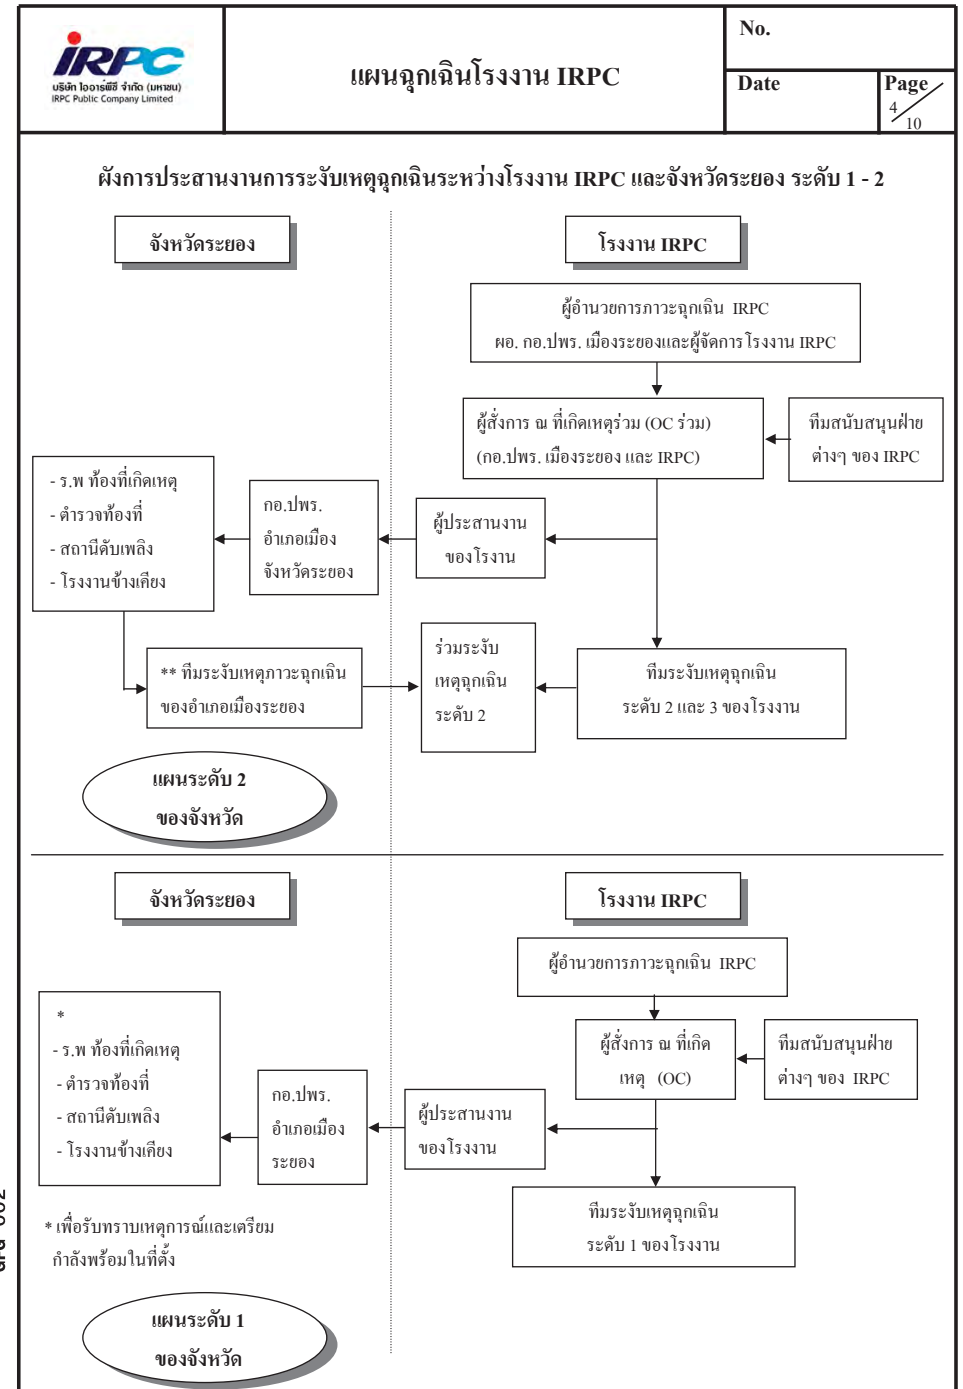 IRPC
บริษัท ไออาร์พีซี จำกัด (มหาชน)
IRPC Public Company Limited
แผนฉุกเฉินโรงงาน IRPC
No.
Date
Page
4
10
ผังการประสานงานการระงับเหตุฉุกเฉินระหว่างโรงงาน IRPC และจังหวัดระยอง ระดับ 1 - 2
จังหวัดระยอง
โรงงาน IRPC
ผู้อำนวยการภาวะฉุกเฉิน IRPC
ผอ. กอ.ปพร. เมืองระยองและผู้จัดการโรงงาน IRPC
ผู้สั่งการ ณ ที่เกิดเหตุร่วม (OC ร่วม)
(กอ.ปพร. เมืองระยอง และ IRPC)
ทีมสนับสนุนฝ่าย
ต่างๆ ของ IRPC
- ร.พ ท้องที่เกิดเหตุ
- ตำรวจท้องที่
- สถานีดับเพลิง
- โรงงานข้างเคียง
กอ.ปพร.
อำเภอเมือง
จังหวัดระยอง
ผู้ประสานงาน
ของโรงาน
** ทีมระงับเหตุภาวะฉุกเฉิน
ของอำเภอเมืองระยอง
ร่วมระงับ
เหตุฉุกเฉิน
ระดับ 2
ทีมระงับเหตุฉุกเฉิน
ระดับ 2 และ 3 ของโรงงาน
แผนระดับ 2
ของจังหวัด
จังหวัดระยอง
โรงงาน IRPC
ผู้อำนวยการภาวะฉุกเฉิน IRPC
ผู้สั่งการ ณ ที่เกิด
เหตุ (OC)
ทีมสนับสนุนฝ่าย
ต่างๆ ของ IRPC
*
- ร.พ ท้องที่เกิดเหตุ
- ตำรวจท้องที่
- สถานีดับเพลิง
- โรงงานข้างเคียง
กอ.ปพร.
อำเภอเมือง
ระยอง
ผู้ประสานงาน
ของโรงงาน
ทีมระงับเหตุฉุกเฉิน
ระดับ 1 ของโรงงาน
* เพื่อรับทราบเหตุการณ์และเตรียม
กำลังพร้อมในที่ตั้ง
แผนระดับ 1
ของจังหวัด